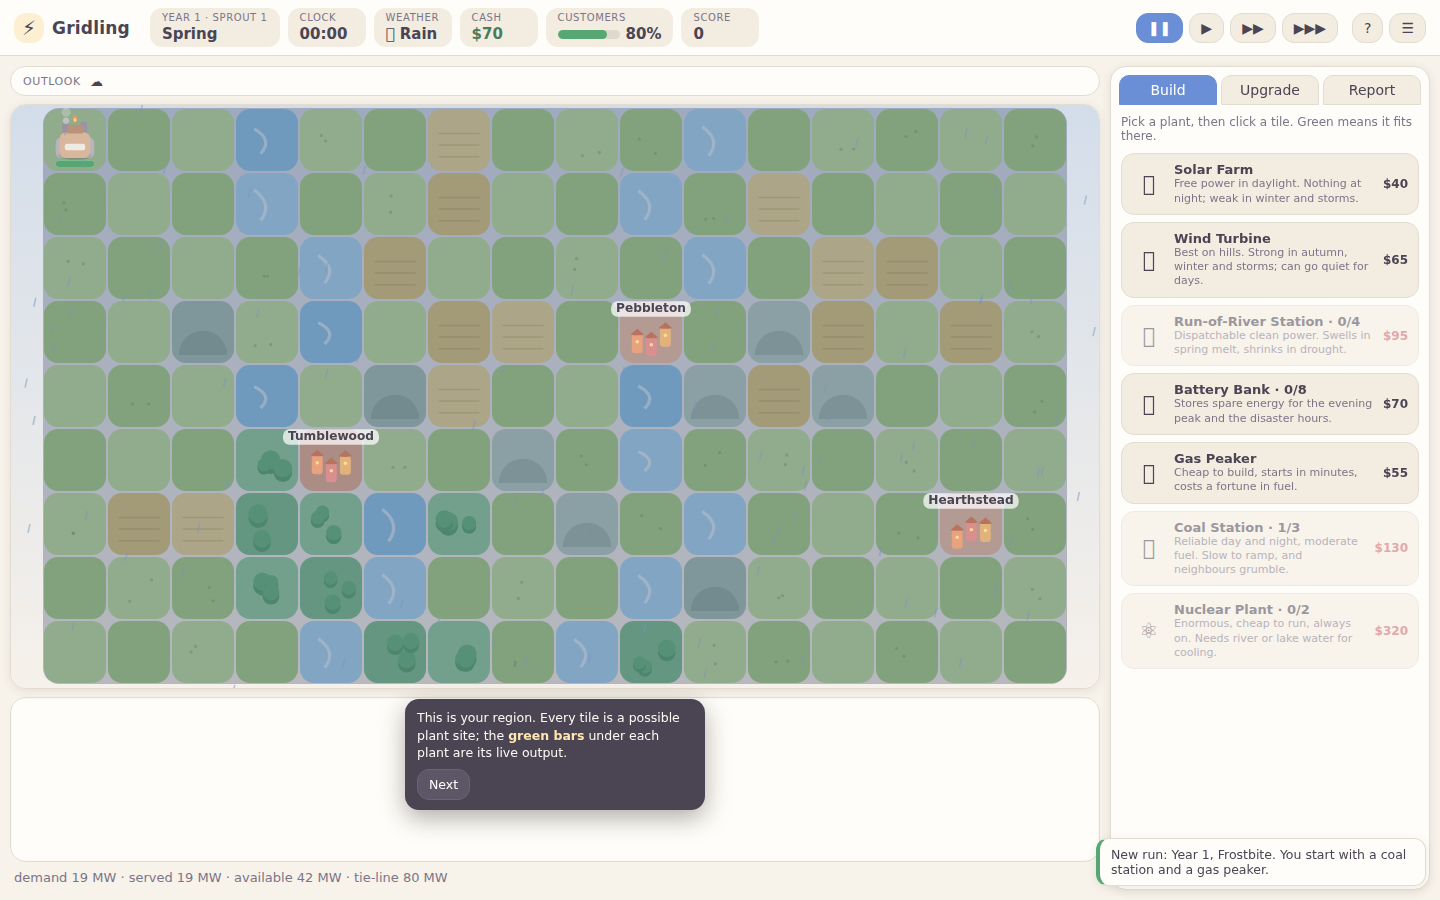 ⚡ Gridling
YEAR 1 · SPROUT 1
Spring
CLOCK
00:00
WEATHER
Rain
CASH
$70
CUSTOMERS
80%
SCORE
0
?
OUTLOOK
Build
Upgrade
Report
Pick a plant, then click a tile. Green means it fits
there.
Solar Farm
Free power in daylight. Nothing at
night; weak in winter and storms.
$40
Wind Turbine
Best on hills. Strong in autumn,
winter and storms; can go quiet for
days.
$65
Run-of-River Station · 0/4
Dispatchable clean power. Swells in
spring melt, shrinks in drought.
$95
Battery Bank · 0/8
Stores spare energy for the evening
peak and the disaster hours.
$70
Gas Peaker
Cheap to build, starts in minutes,
costs a fortune in fuel.
$55
Coal Station · 1/3
Reliable day and night, moderate
fuel. Slow to ramp, and
neighbours grumble.
$130
Nuclear Plant · 0/2
Enormous, cheap to run, always
on. Needs river or lake water for
cooling.
$320
Pebbleton
Tumblewood
Hearthstead
This is your region. Every tile is a possible
plant site; the green bars under each
plant are its live output.
Next
New run: Year 1, Frostbite. You start with a coal
station and a gas peaker.
demand 19 MW · served 19 MW · available 42 MW · tie-line 80 MW